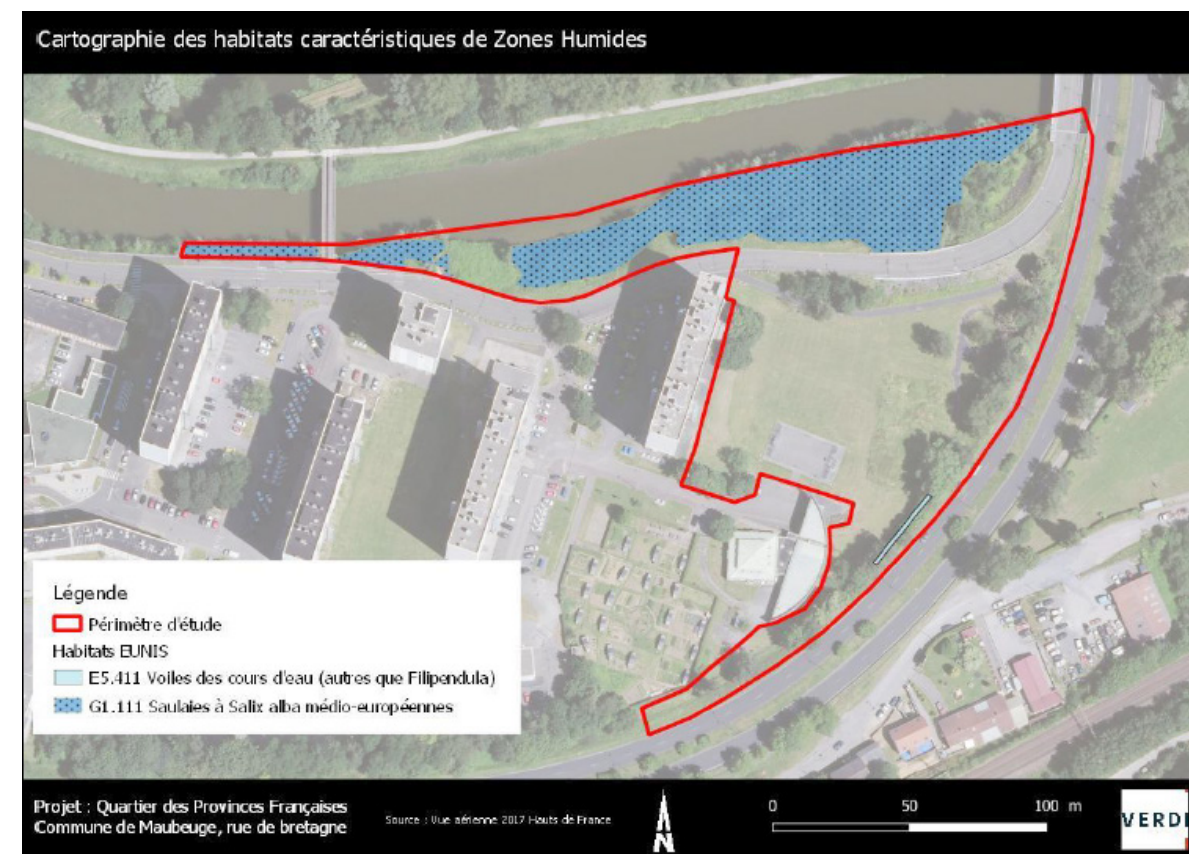 Cartographie des habitats caractéristiques de Zones Humides
Légende
Périmètre d'étude
Habitats EUNIS
E5.411 Voiles des cours d'eau (autres que Filipendula)
G1.111 Saulaies à Salix alba médio-européennes
Projet : Quartier des Provinces Françaises
Commune de Maubeuge, rue de bretagne
Source : Vue aérienne 2017 Hauts de France
N
0 50 100 m
VERDI